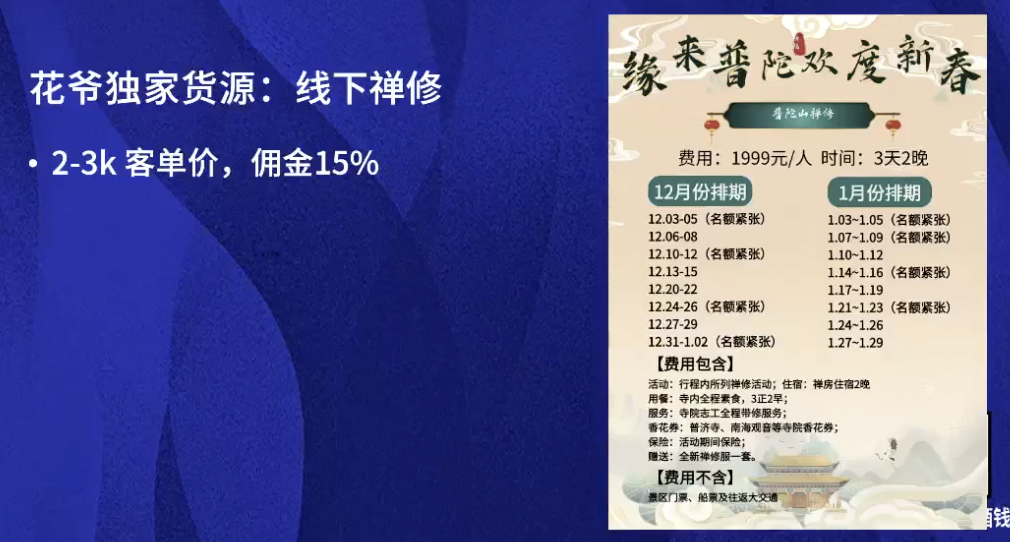 花爷独家货源：线下禅修
• 2-3k 客单价，佣金15%
缘来普陀欢度新春
普陀山禅修
费用：1999元/人 时间：3天2晚
12月份排期 1月份排期
12.03-05（名额紧张） 1.03~1.05（名额紧张）
12.06-08 1.07~1.09（名额紧张）
12.10-12（名额紧张） 1.10~1.12
12.13-15 1.14~1.16（名额紧张）
12.20-22 1.17~1.19
12.24-26（名额紧张） 1.21~1.23（名额紧张）
12.27-29 1.24~1.26
12.31-1.02（名额紧张） 1.27~1.29
【费用包含】
活动：行程内所列禅修活动；住宿：禅房住宿2晚
用餐：寺内全程素食，3正2早；
服务：寺院志工全程带修服务；
香花券：普济寺、南海观音等寺院香花券；
保险：活动期间保险；
赠送：全新禅修服一套。
【费用不含】
景区门票、船票及往返大交通
钱